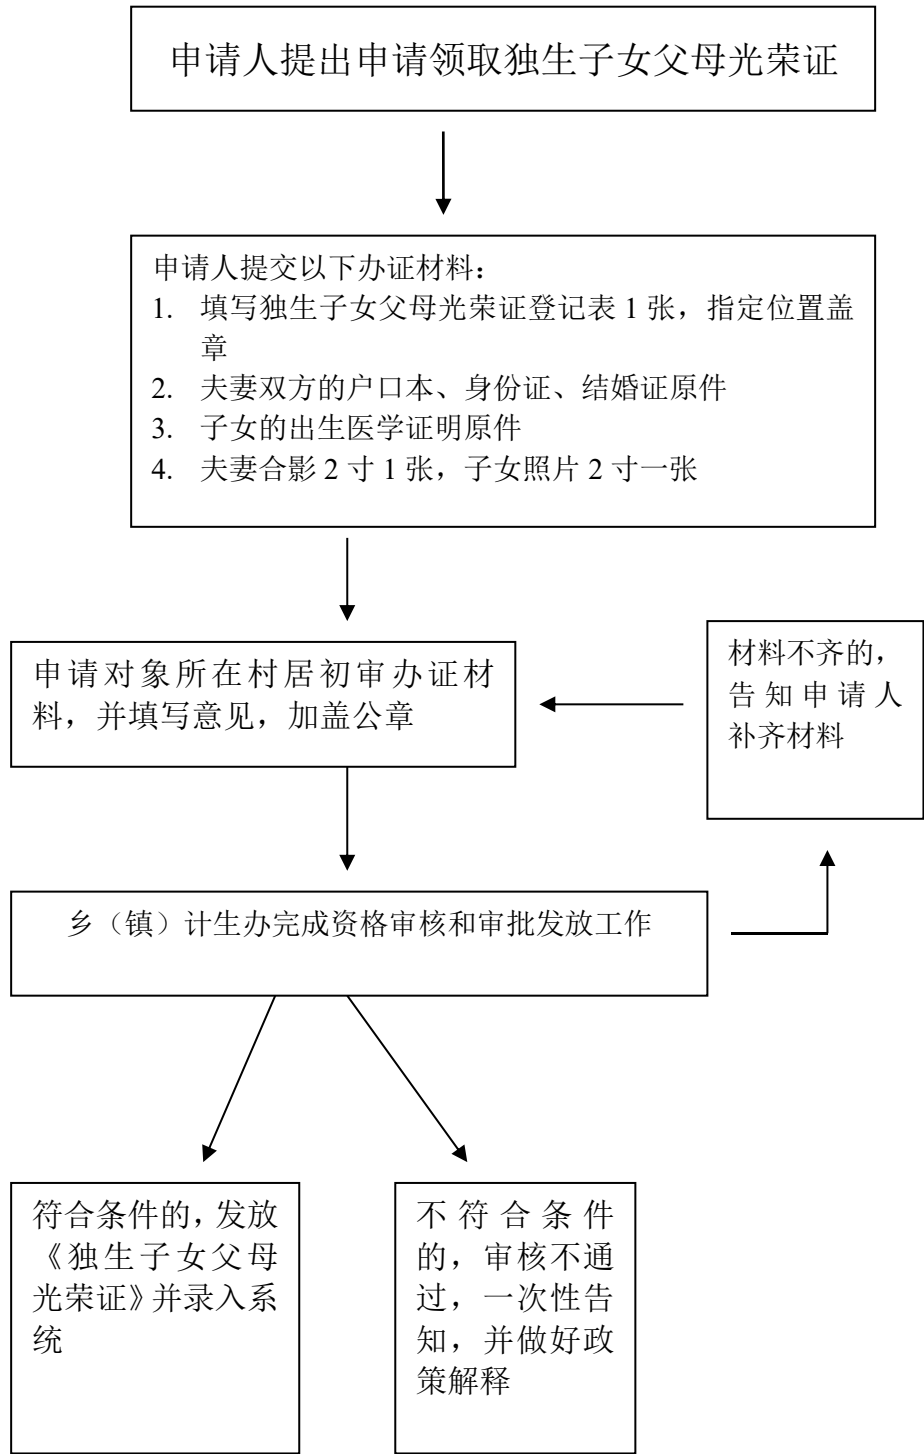 申请人提出申请领取独生子女父母光荣证
申请人提交以下办证材料：
1. 填写独生子女父母光荣证登记表 1 张，指定位置盖
章
2. 夫妻双方的户口本、身份证、结婚证原件
3. 子女的出生医学证明原件
4. 夫妻合影 2 寸 1 张，子女照片 2 寸一张
申请对象所在村居初审办证材
料，并填写意见，加盖公章
材料不齐的，
告知申请人
补齐材料
乡（镇）计生办完成资格审核和审批发放工作
符合条件的，发放
《独生子女父母
光荣证》并录入系
统
不符合条件
的，审核不通
过，一次性告
知，并做好政
策解释